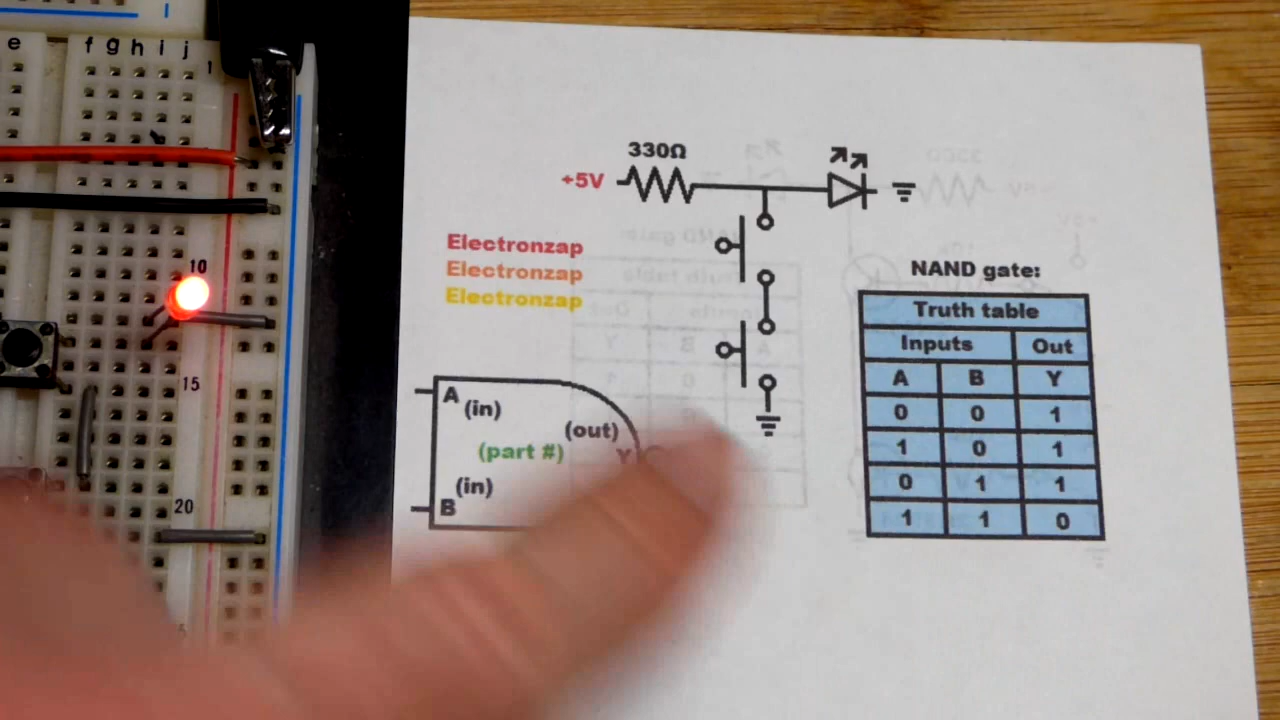 e
f g h i j
1
10
15
20
330Ω
+5V
Electronzap
Electronzap
Electronzap
A
(in)
(out)
(part #)
Y
(in)
B
NAND gate:
Truth table
Inputs Out
A B Y
0 0 1
1 0 1
0 1 1
1 1 0